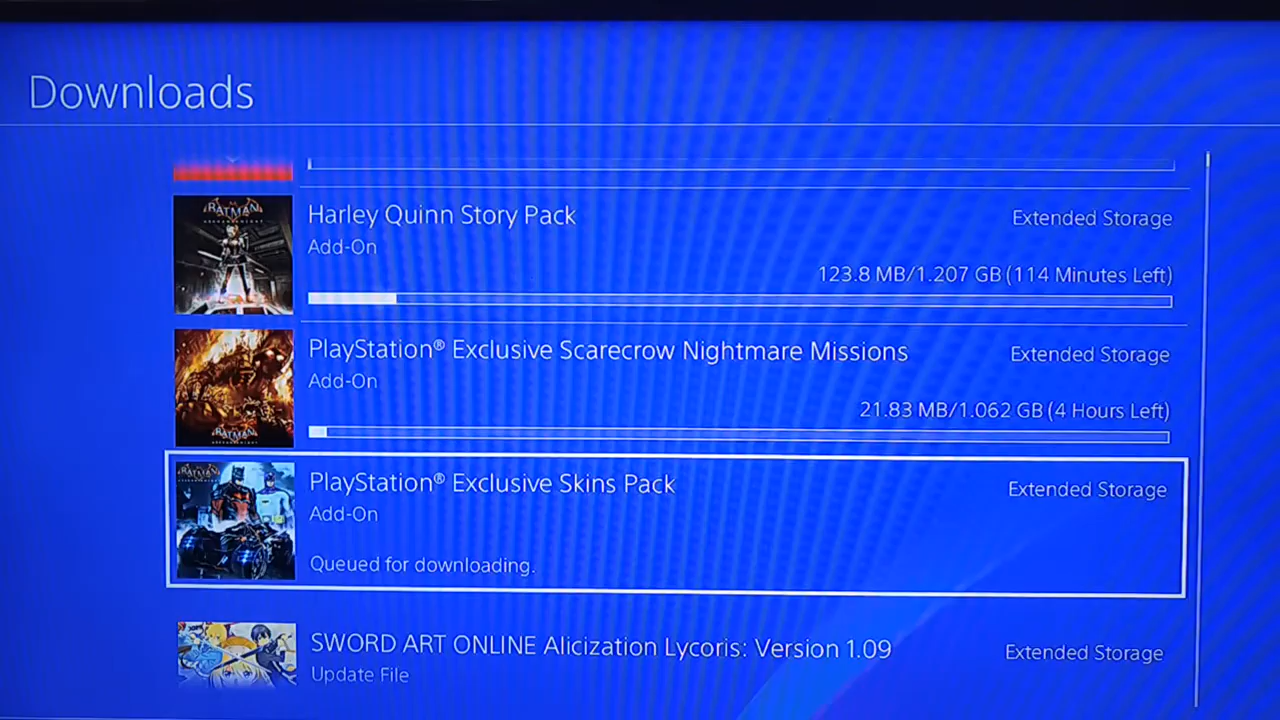 Downloads
Harley Quinn Story Pack
Extended Storage
Add-On
123.8 MB/1.207 GB (114 Minutes Left)
PlayStation® Exclusive Scarecrow Nightmare Missions
Extended Storage
Add-On
21.83 MB/1.062 GB (4 Hours Left)
PlayStation® Exclusive Skins Pack
Extended Storage
Add-On
Queued for downloading.
SWORD ART ONLINE Alicization Lycoris: Version 1.09
Extended Storage
Update File
BATMAN
BATMAN
BATMAN